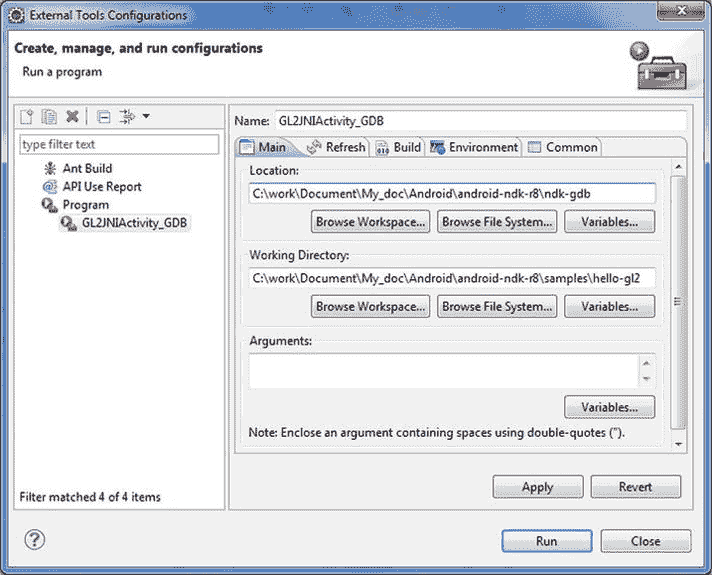 External Tools Configurations
Create, manage, and run configurations
Run a program
type filter text
Ant Build
API Use Report
Program
GL2JNIActivity_GDB
Filter matched 4 of 4 items
Name: GL2JNIActivity_GDB
Main Refresh Build Environment Common
Location:
C:\work\Document\My_doc\Android\android-ndk-r8\ndk-gdb
Browse Workspace... Browse File System... Variables...
Working Directory:
C:\work\Document\My_doc\Android\android-ndk-r8\samples\hello-gl2
Browse Workspace... Browse File System... Variables...
Arguments:
Variables...
Note: Enclose an argument containing spaces using double-quotes (").
Apply Revert
Run Close